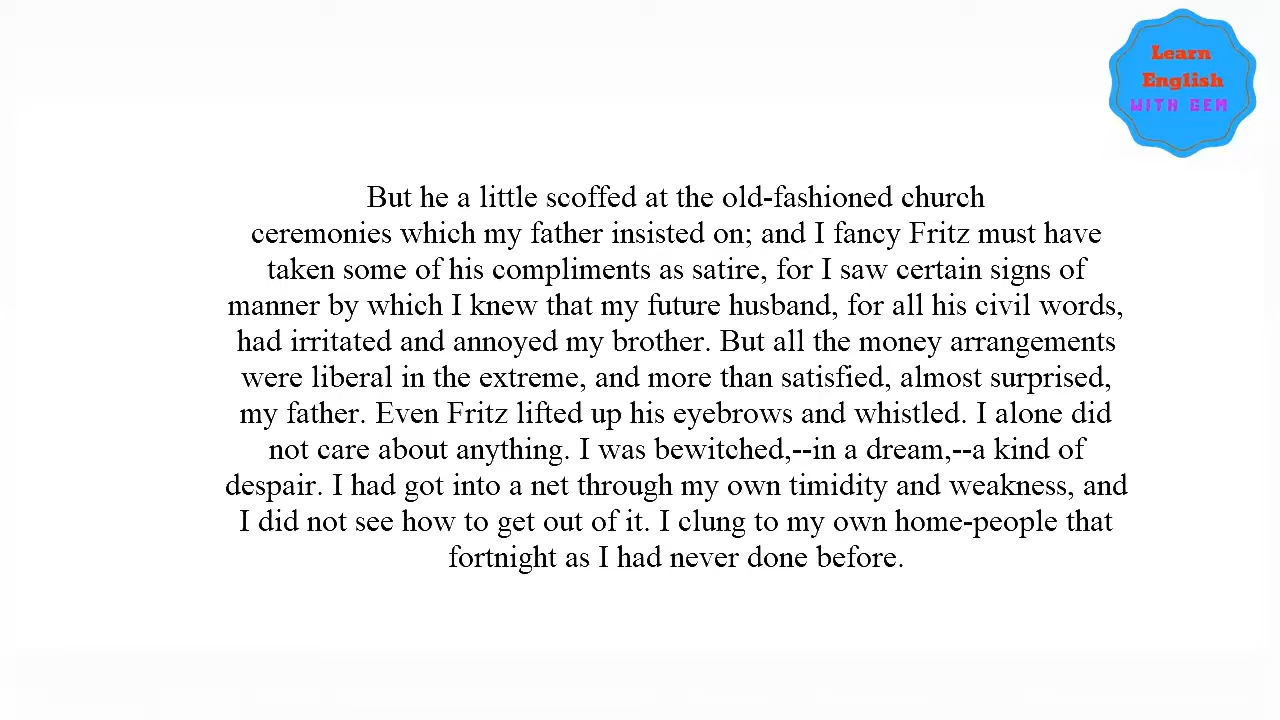 Learn
English
WITH GEM
But he a little scoffed at the old-fashioned church
ceremonies which my father insisted on; and I fancy Fritz must have
taken some of his compliments as satire, for I saw certain signs of
manner by which I knew that my future husband, for all his civil words,
had irritated and annoyed my brother. But all the money arrangements
were liberal in the extreme, and more than satisfied, almost surprised,
my father. Even Fritz lifted up his eyebrows and whistled. I alone did
not care about anything. I was bewitched,--in a dream,--a kind of
despair. I had got into a net through my own timidity and weakness, and
I did not see how to get out of it. I clung to my own home-people that
fortnight as I had never done before.